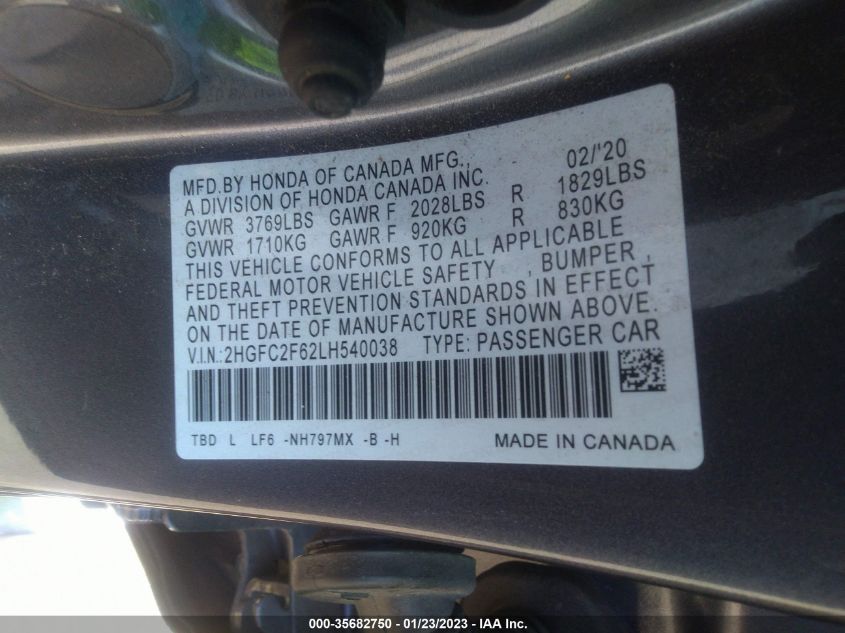 MFD.BY HONDA OF CANADA MFG., 02/'20
A DIVISION OF HONDA CANADA INC.
GVWR 3769LBS GAWR F 2028LBS R 1829LBS
GVWR 1710KG GAWR F 920KG R 830KG
THIS VEHICLE CONFORMS TO ALL APPLICABLE
FEDERAL MOTOR VEHICLE SAFETY , BUMPER ,
AND THEFT PREVENTION STANDARDS IN EFFECT
ON THE DATE OF MANUFACTURE SHOWN ABOVE.
V.I.N.:2HGFC2F62LH540038 TYPE: PASSENGER CAR
TBD L LF6 -NH797MX -B -H MADE IN CANADA
000-35682750 / 01/23/2023 - IAA Inc.